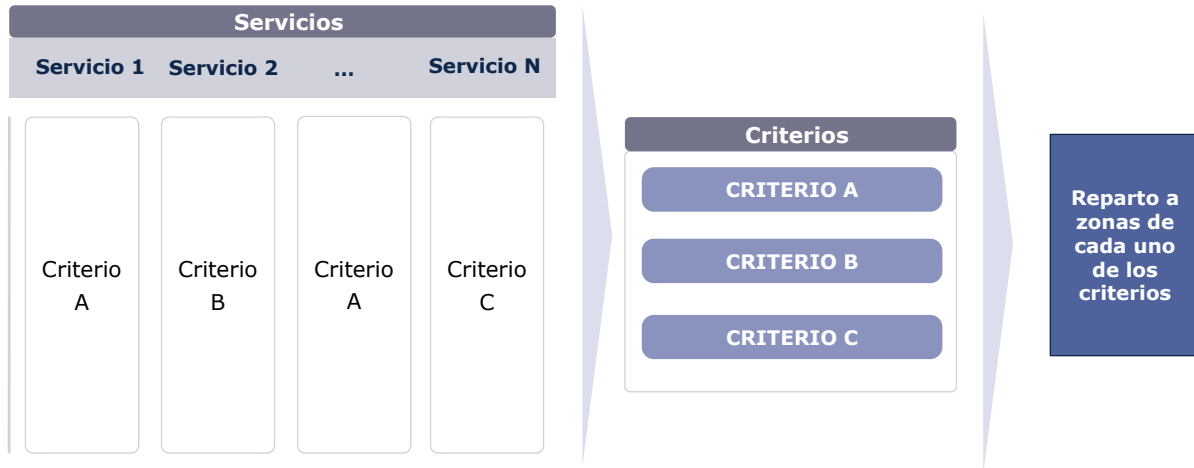 Servicios
Servicio 1 Servicio 2 ... Servicio N
Criterio
A
Criterio
B
Criterio
A
Criterio
C
Criterios
CRITERIO A
CRITERIO B
CRITERIO C
Reparto a
zonas de
cada uno
de los
criterios